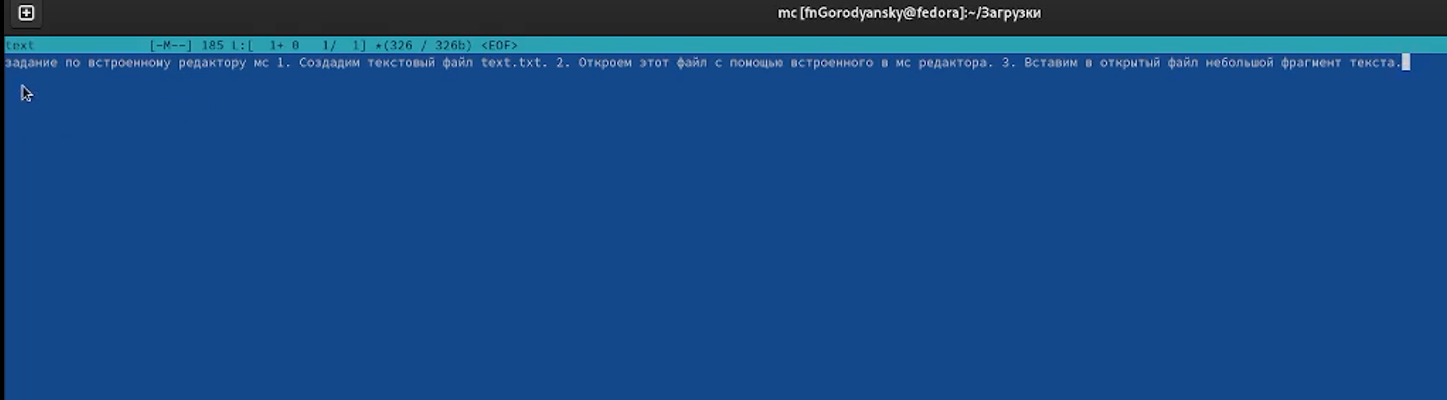 mc [fnGorodyansky@fedora]:~/Загрузки
text [-M--] 185 L:[ 1+ 0 1/ 1] *(326 / 326b) <EOF>
задание по встроенному редактору mc 1. Создадим текстовый файл text.txt. 2. Откроем этот файл с помощью встроенного в mc редактора. 3. Вставим в открытый файл небольшой фрагмент текста.